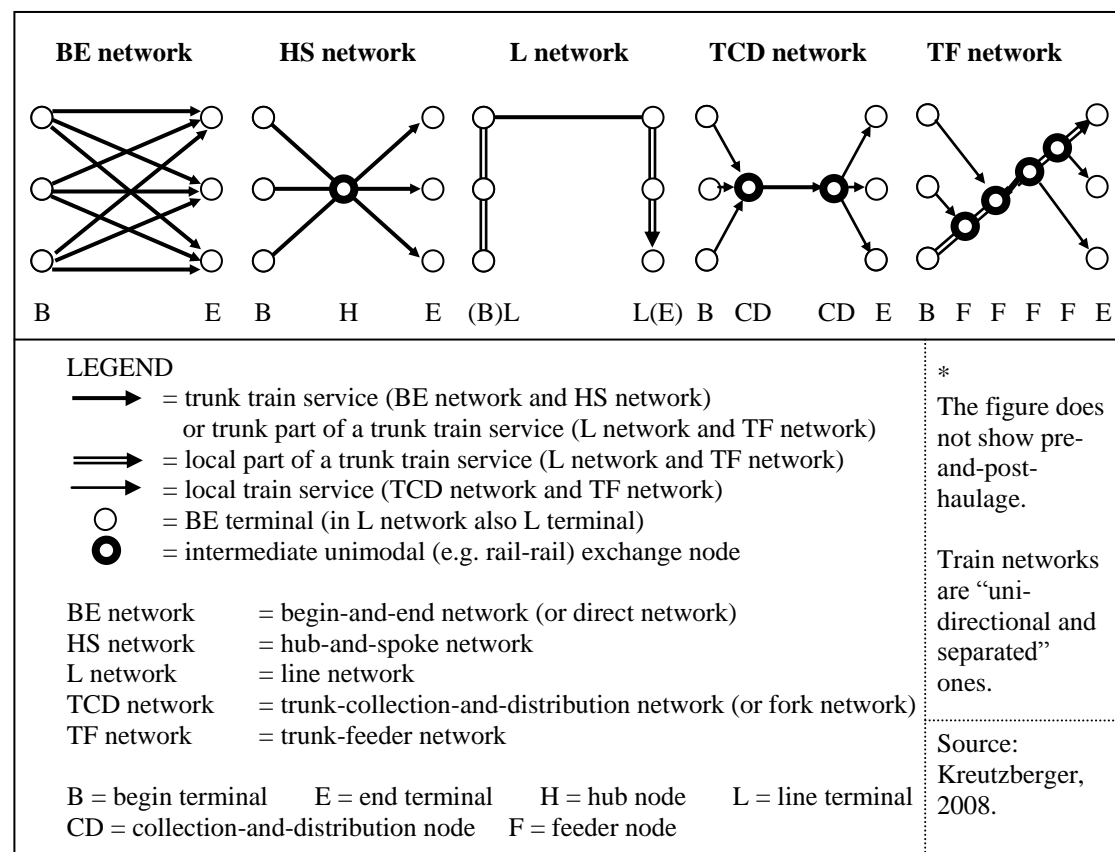 BE network HS network L network TCD network TF network
B E B H E (B)L L(E) B CD CD E B F F F F E
LEGEND
= trunk train service (BE network and HS network)
or trunk part of a trunk train service (L network and TF network)
= local part of a trunk train service (L network and TF network)
= local train service (TCD network and TF network)
= BE terminal (in L network also L terminal)
= intermediate unimodal (e.g. rail-rail) exchange node
BE network = begin-and-end network (or direct network)
HS network = hub-and-spoke network
L network = line network
TCD network = trunk-collection-and-distribution network (or fork network)
TF network = trunk-feeder network
B = begin terminal E = end terminal H = hub node L = line terminal
CD = collection-and-distribution node F = feeder node
*
The figure does
not show pre-
and-post-
haulage.
Train networks
are “uni-
directional and
separated”
ones.
Source:
Kreutzberger,
2008.